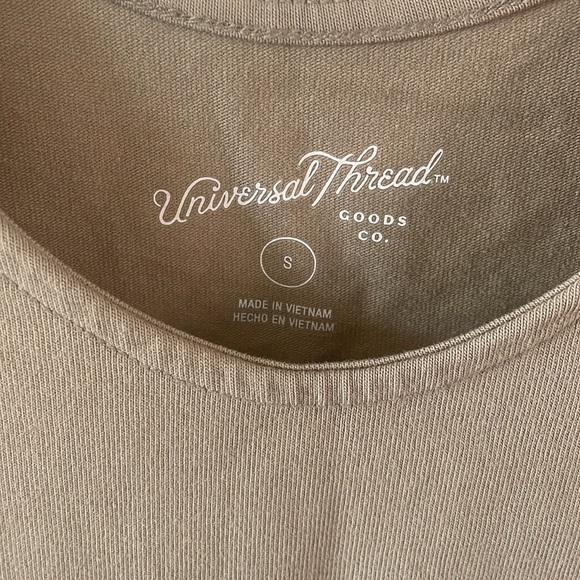 Universal Thread™
GOODS
CO.
S
MADE IN VIETNAM
HECHO EN VIETNAM